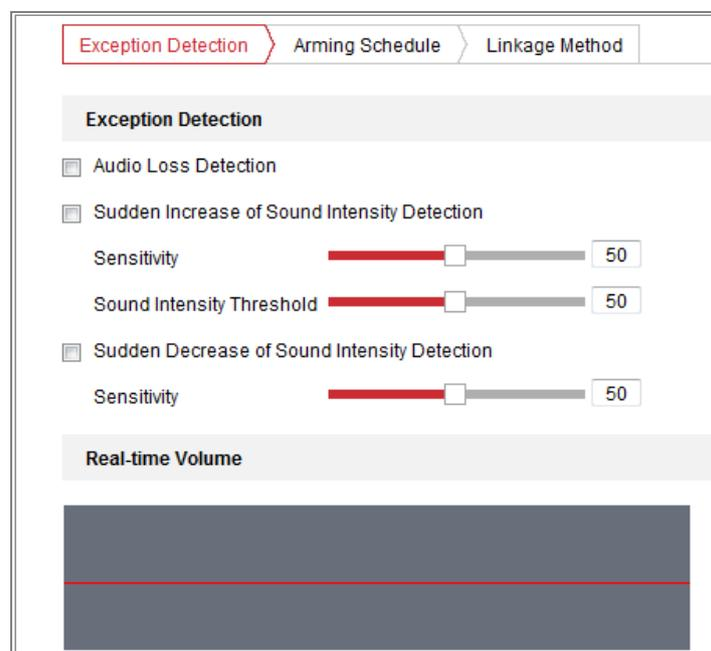 Exception Detection Arming Schedule Linkage Method
Exception Detection
Audio Loss Detection
Sudden Increase of Sound Intensity Detection
Sensitivity 50
Sound Intensity Threshold 50
Sudden Decrease of Sound Intensity Detection
Sensitivity 50
Real-time Volume